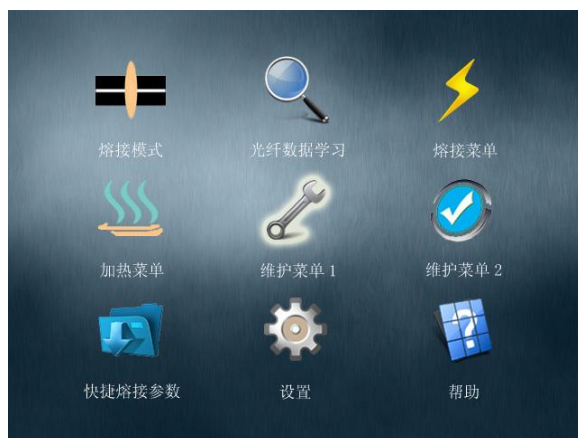 熔接模式
光纤数据学习
熔接菜单
加热菜单
维护菜单 1
维护菜单 2
快捷熔接参数
设置
帮助